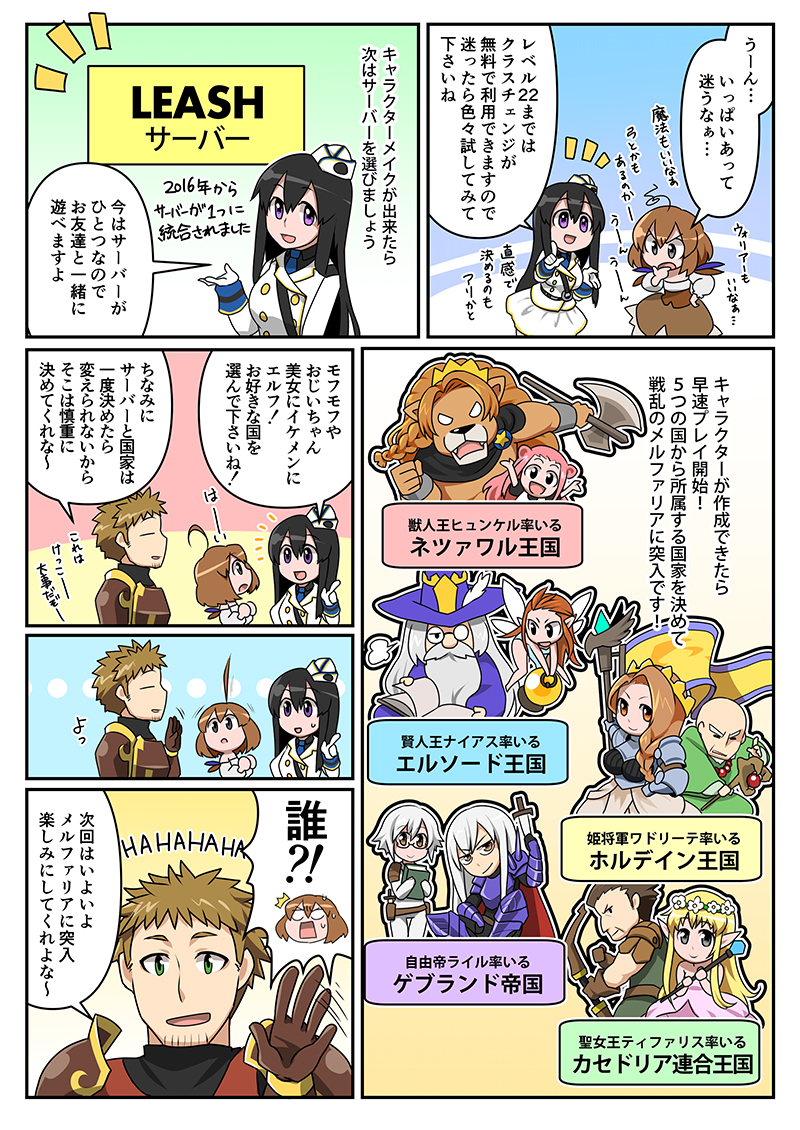 うーん…
いっぱいあって
迷うなぁ…
魔法もいいなぁ
弓とかも
あるのかー
うーん
うーん
ウォリアーも
いいなぁ…
レベル22までは
クラスチェンジが
無料で利用できますので
迷ったら色々試してみて
下さいね
直感で
決めるのも
アリかと
キャラクターメイクが出来たら
次はサーバーを選びましょう
LEASH
サーバー
2016年から
サーバーが1つに
統合されました
今はサーバーが
ひとつなので
お友達と一緒に
遊べますよ
キャラクターが作成できたら
早速プレイ開始!
5つの国から所属する国家を決めて
戦乱のメルファリアに突入です!
獣人王ヒュンケル率いる
ネツァワル王国
賢人王ナイアス率いる
エルソード王国
姫将軍ワドリーテ率いる
ホルデイン王国
自由帝ライル率いる
ゲブランド帝国
聖女王ティファリス率いる
カセドリア連合王国
モフモフや
おじいちゃん
美女にイケメンに
エルフ!
お好きな国を
選んで下さいね!
ちなみに
サーバーと国家は
一度決めたら
変えられないから
そこは慎重に
決めてくれな〜
はーい
これは
けっこー
大事だぞー
よっ
誰?!
HAHAHAHA
次回はいよいよ
メルファリアに突入
楽しみにしてくれよな〜